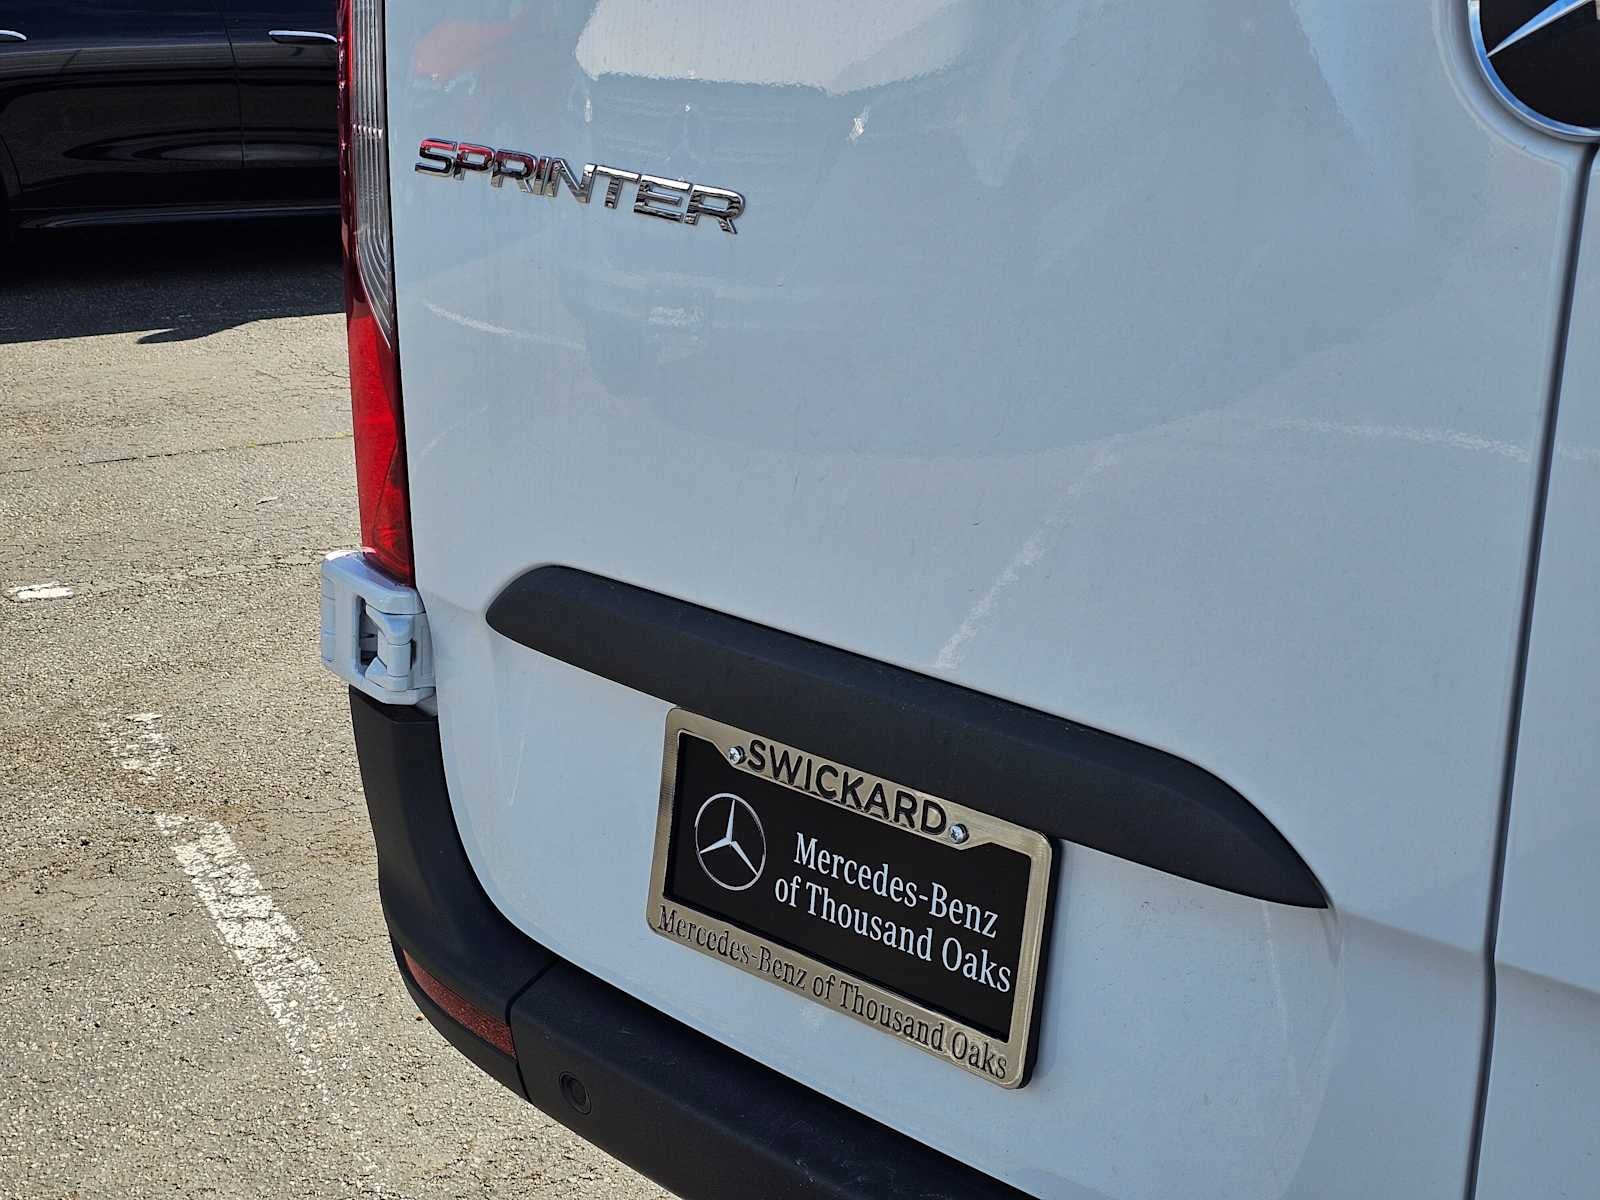 SPRINTER
SWICKARD
Mercedes-Benz
of Thousand Oaks
Mercedes-Benz of Thousand Oaks